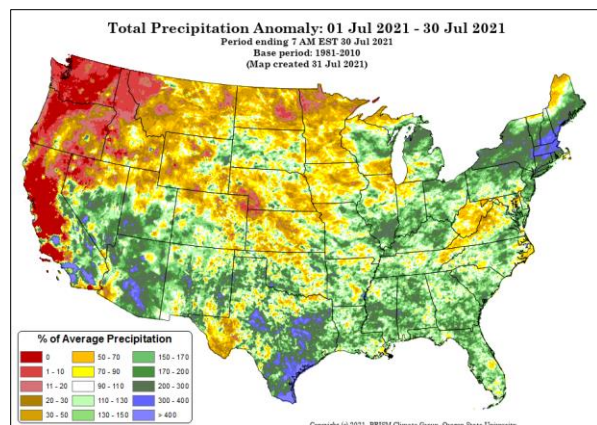 Total Precipitation Anomaly: 01 Jul 2021 - 30 Jul 2021
Period ending 7 AM EST 30 Jul 2021
Base period: 1981-2010
(Map created 31 Jul 2021)
% of Average Precipitation
0 50 - 70 150 - 170
1 - 10 70 - 90 170 - 200
11 - 20 90 - 110 200 - 300
20 - 30 110 - 130 300 - 400
30 - 50 130 - 150 > 400
Copyright (c) 2021, PRISM Climate Group, Oregon State University